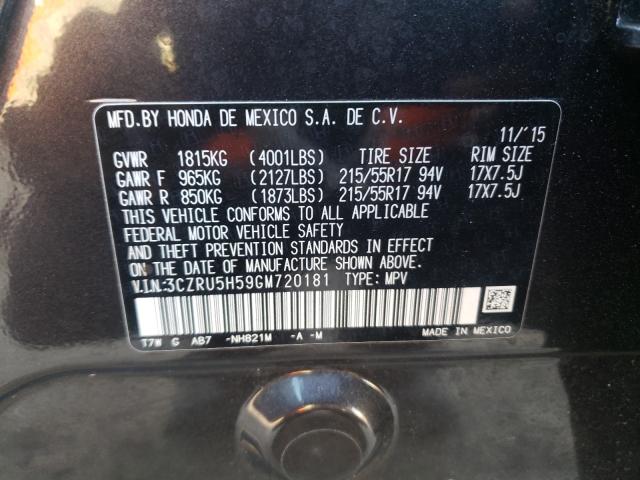 MFD.BY HONDA DE MEXICO S.A. DE C.V.
11/'15
GVWR 1815KG (4001LBS) TIRE SIZE RIM SIZE
GAWR F 965KG (2127LBS) 215/55R17 94V 17X7.5J
GAWR R 850KG (1873LBS) 215/55R17 94V 17X7.5J
THIS VEHICLE CONFORMS TO ALL APPLICABLE
FEDERAL MOTOR VEHICLE SAFETY
AND THEFT PREVENTION STANDARDS IN EFFECT
ON THE DATE OF MANUFACTURE SHOWN ABOVE.
V.I.N.:3CZRU5H59GM720181 TYPE: MPV
T7W G AB7 -NH821M -A -M MADE IN MEXICO